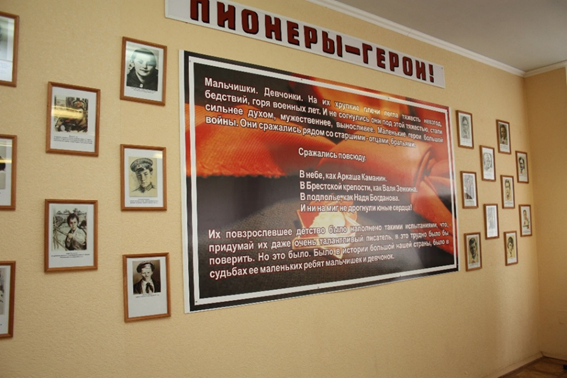 ПИОНЕРЫ–ГЕРОИ!
Мальчишки. Девчонки. На их хрупкие плечи легла тяжесть невзгод,
бедствий, горя военных лет. И не согнулись они под этой тяжестью, стали
сильнее духом, мужественнее, выносливее. Маленькие герои большой
войны. Они сражались рядом со старшими -отцами, братьями.
Сражались повсюду.
В небе, как Аркаша Каманин.
В Брестской крепости, как Валя Зенкина.
В подполье, как Надя Богданова.
И ни на миг не дрогнули юные сердца!
Их повзрослевшее детство было наполнено такими испытаниями, что,
придумай их даже очень талантливый писатель, в это трудно было бы
поверить. Но это было. Было в истории большой нашей страны, было в
судьбах ее маленьких ребят мальчишек и девчонок.